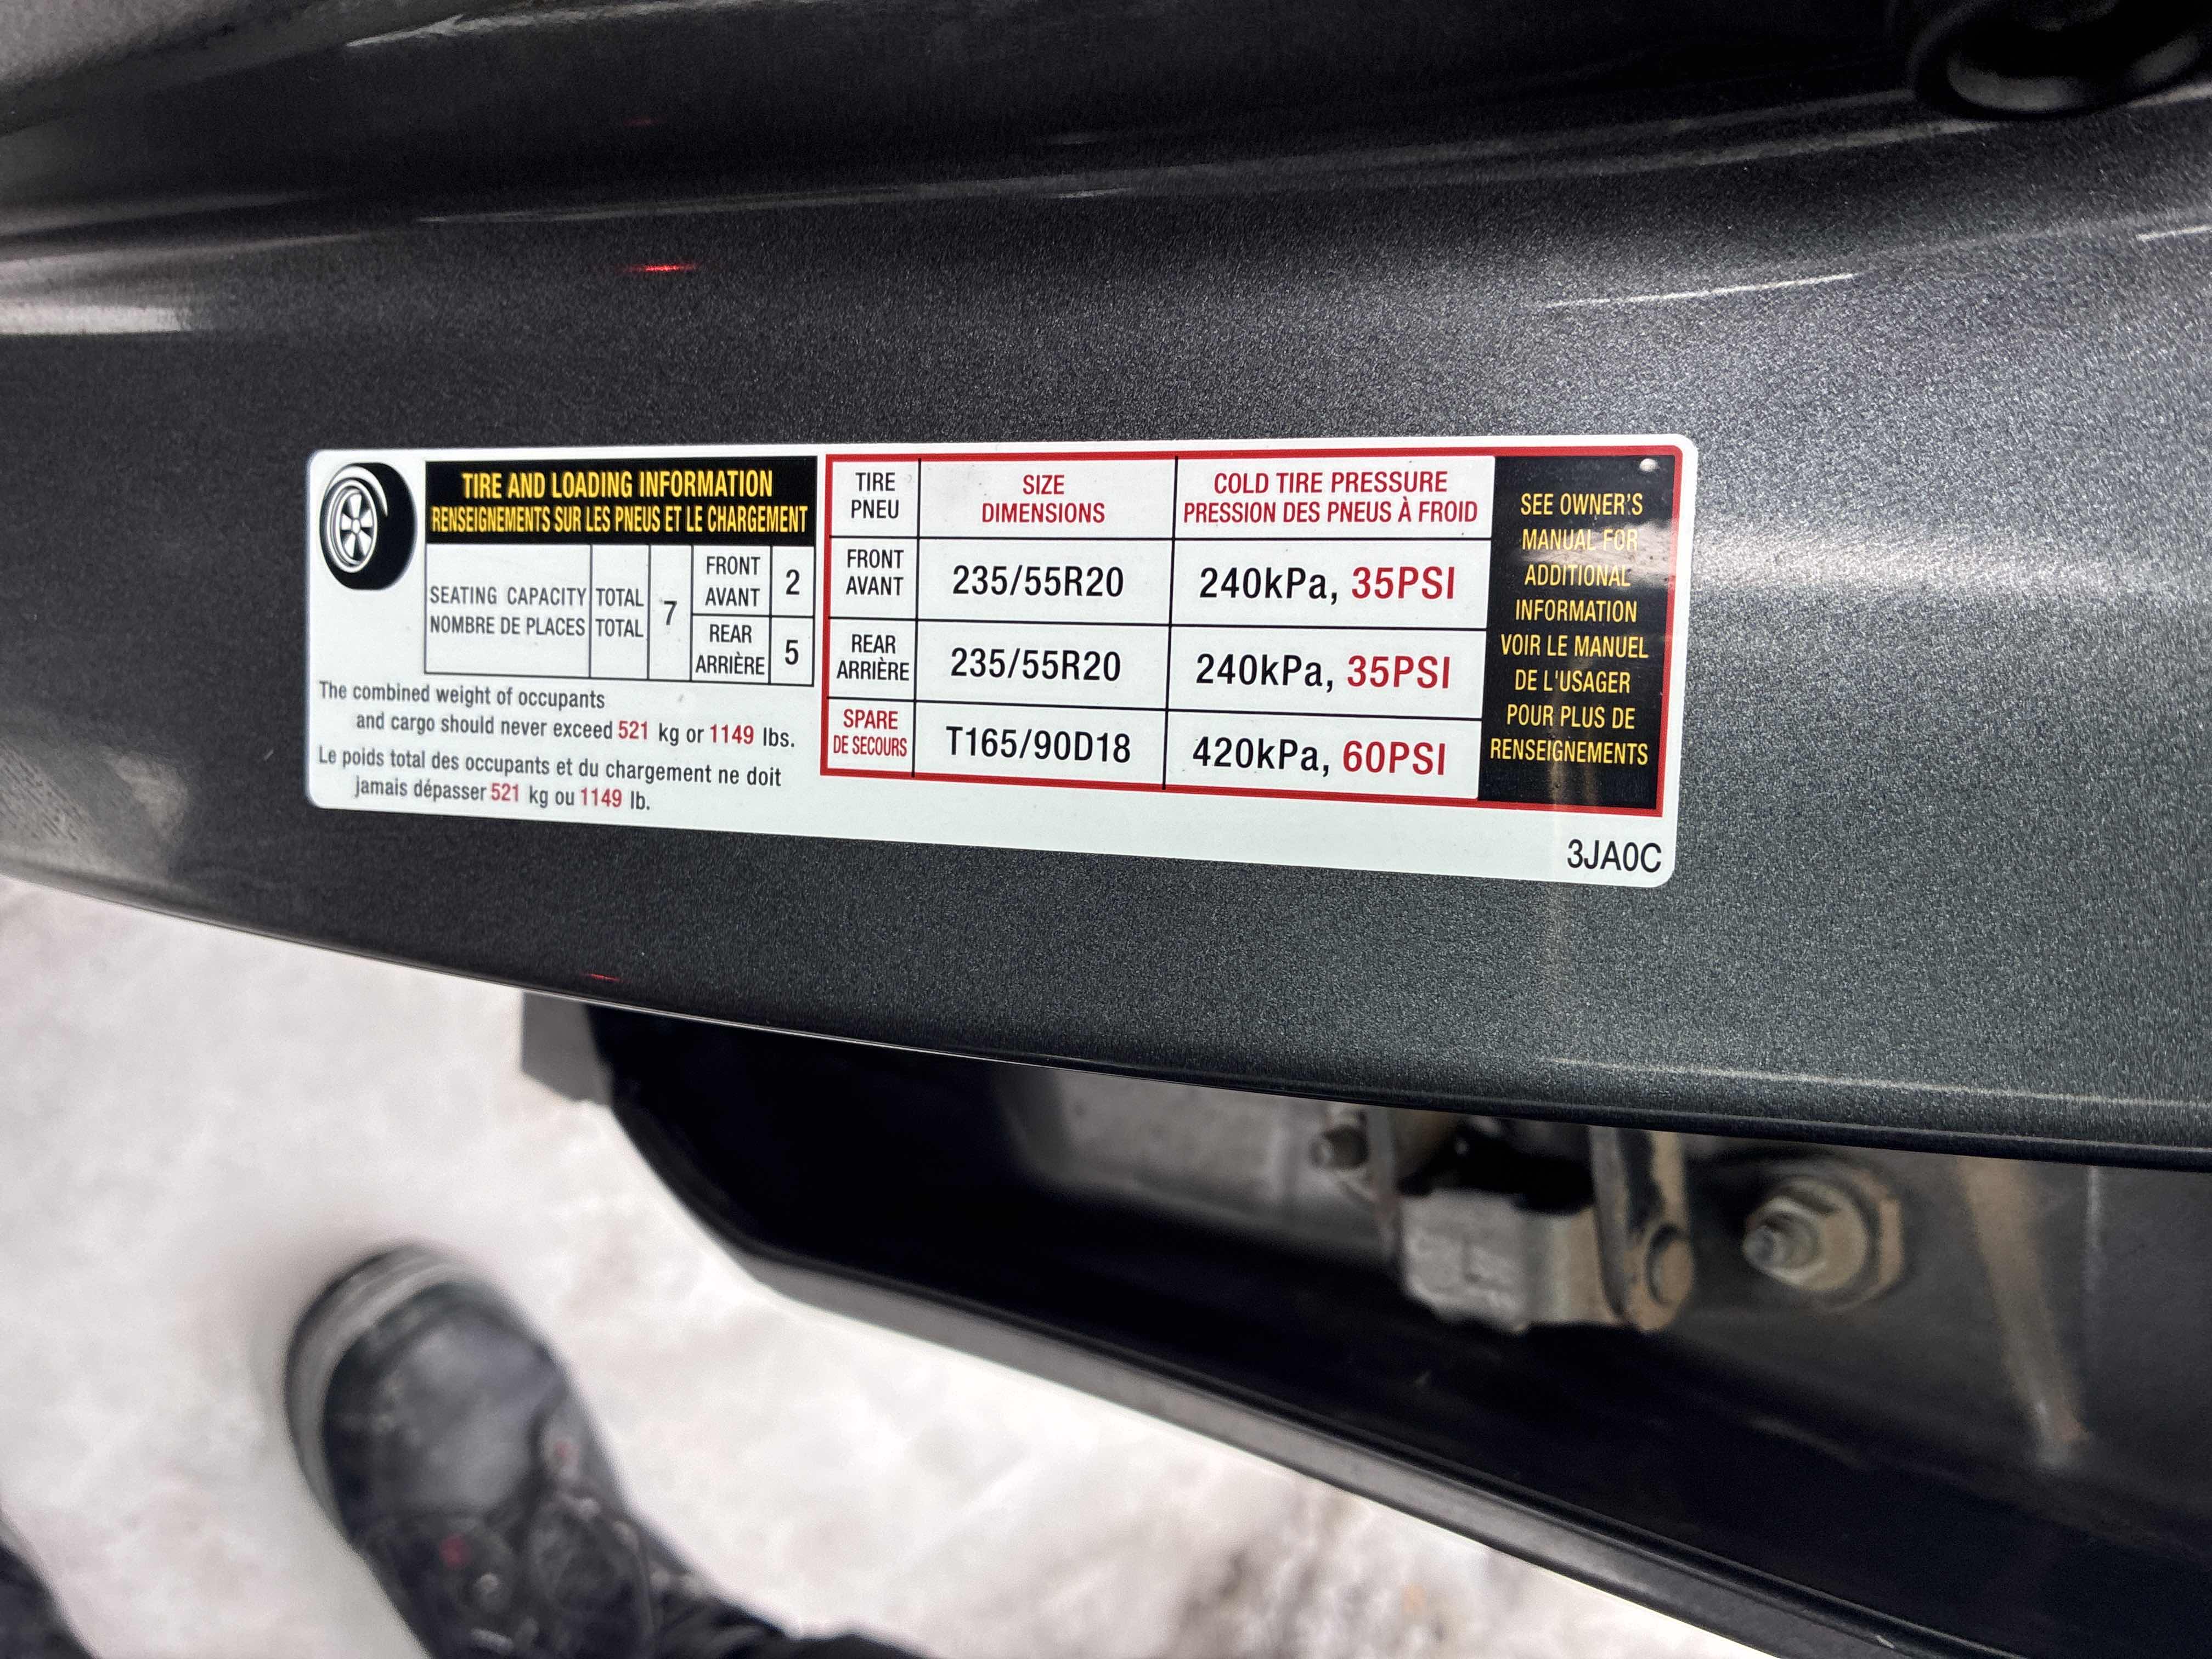 TIRE AND LOADING INFORMATION
RENSEIGNEMENTS SUR LES PNEUS ET LE CHARGEMENT
SEATING CAPACITY
NOMBRE DE PLACES
TOTAL
TOTAL
7
FRONT
AVANT
2
REAR
ARRIÈRE
5
The combined weight of occupants
and cargo should never exceed 521 kg or 1149 lbs.
Le poids total des occupants et du chargement ne doit
jamais dépasser 521 kg ou 1149 lb.
TIRE
PNEU
SIZE
DIMENSIONS
COLD TIRE PRESSURE
PRESSION DES PNEUS À FROID
FRONT
AVANT
235/55R20
240kPa, 35PSI
REAR
ARRIÈRE
235/55R20
240kPa, 35PSI
SPARE
DE SECOURS
T165/90D18
420kPa, 60PSI
SEE OWNER'S
MANUAL FOR
ADDITIONAL
INFORMATION
VOIR LE MANUEL
DE L'USAGER
POUR PLUS DE
RENSEIGNEMENTS
3JA0C